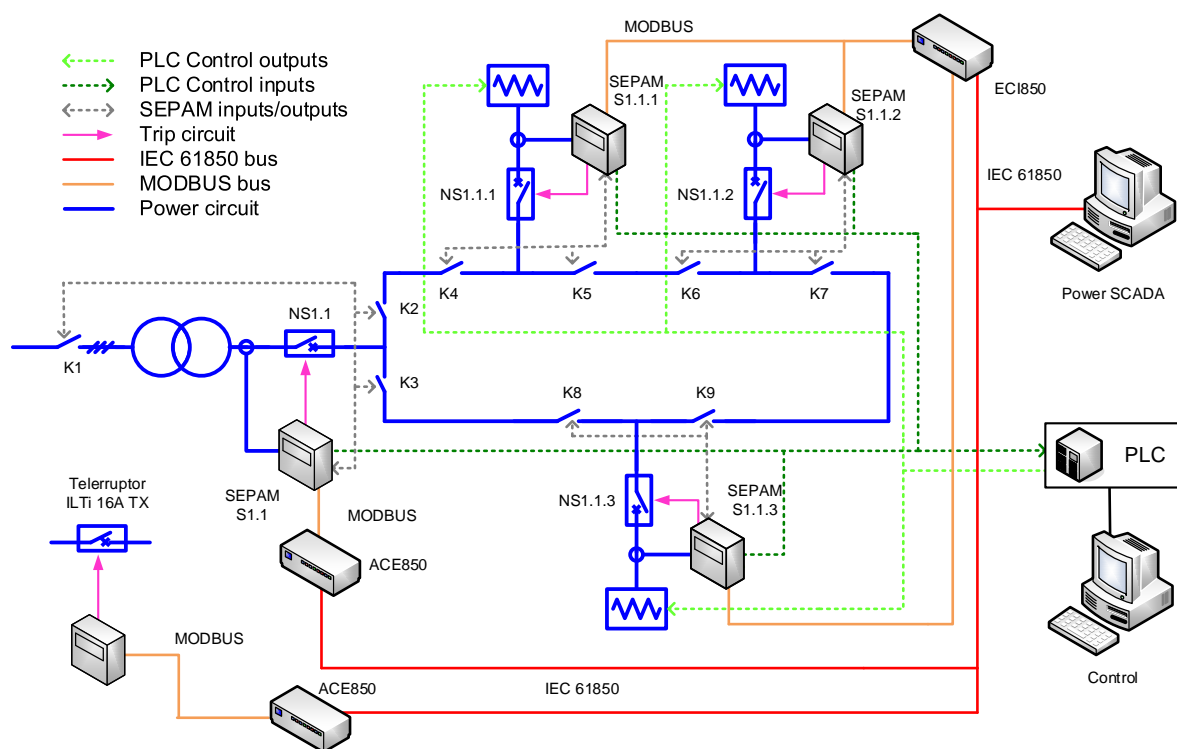 PLC Control outputs
PLC Control inputs
SEPAM inputs/outputs
Trip circuit
IEC 61850 bus
MODBUS bus
Power circuit
MODBUS
SEPAM
S1.1.1
SEPAM
S1.1.2
ECI850
NS1.1.1
NS1.1.2
IEC 61850
Power SCADA
K4
K5
K6
K7
K1
NS1.1
K2
K3
K8
K9
PLC
SEPAM
S1.1
NS1.1.3
SEPAM
S1.1.3
Telerruptor
ILTi 16A TX
MODBUS
ACE850
MODBUS
ACE850
IEC 61850
Control